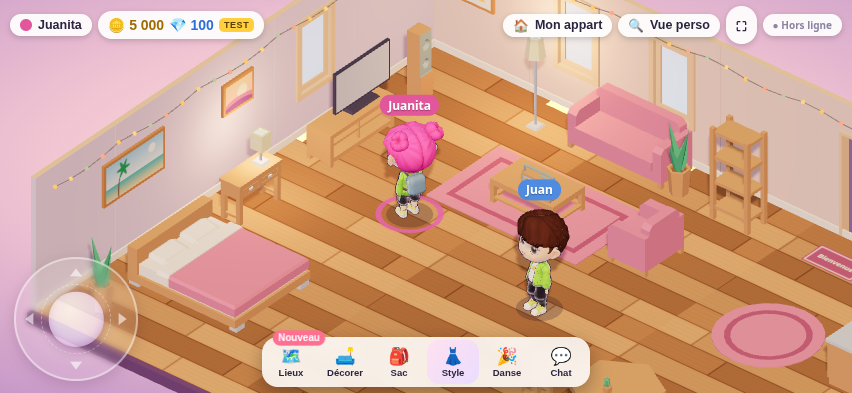 Juanita
5 000
100
TEST
Mon appart
Vue perso
Hors ligne
Juanita
Juan
Bienvenue
Nouveau
Lieux
Décorer
Sac
Style
Danse
Chat